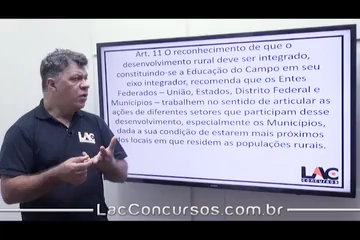 Art. 11 O reconhecimento de que o
desenvolvimento rural deve ser integrado,
constituindo-se a Educação do Campo em seu
eixo integrador, recomenda que os Entes
Federados – União, Estados, Distrito Federal e
Municípios – trabalhem no sentido de articular as
ações de diferentes setores que participam desse
desenvolvimento, especialmente os Municípios,
dada a sua condição de estarem mais próximos
dos locais em que residem as populações rurais.
LAC
CONCURSOS
LAC
LacConcursos.com.br